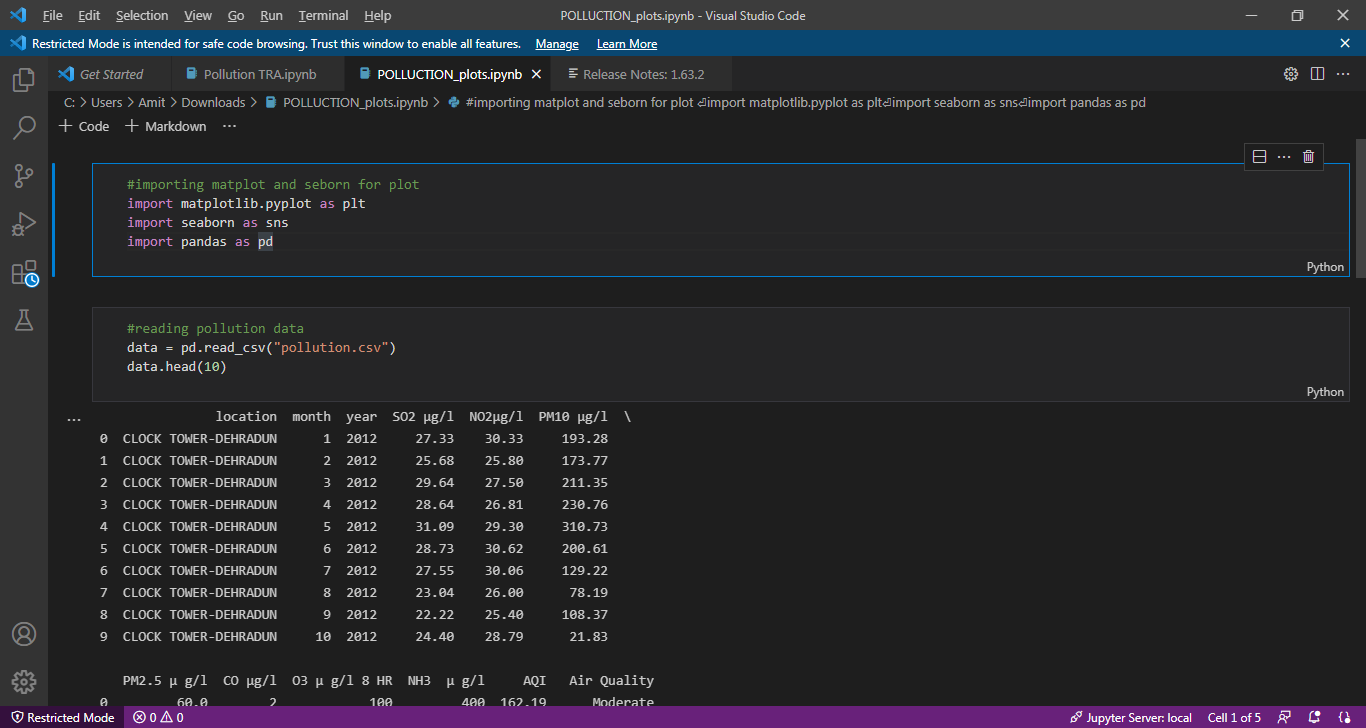 File Edit Selection View Go Run Terminal Help POLLUCTION_plots.ipynb - Visual Studio Code
Restricted Mode is intended for safe code browsing. Trust this window to enable all features. Manage Learn More
Get Started Pollution TRA.ipynb POLLUCTION_plots.ipynb Release Notes: 1.63.2
C: > Users > Amit > Downloads > POLLUCTION_plots.ipynb > #importing matplot and seborn for plot ⏎import matplotlib.pyplot as plt⏎import seaborn as sns⏎import pandas as pd
+ Code + Markdown ...
#importing matplot and seborn for plot
import matplotlib.pyplot as plt
import seaborn as sns
import pandas as pd
Python
#reading pollution data
data = pd.read_csv("pollution.csv")
data.head(10)
Python
location month year SO2 µg/l NO2µg/l PM10 µg/l \
0 CLOCK TOWER-DEHRADUN 1 2012 27.33 30.33 193.28
1 CLOCK TOWER-DEHRADUN 2 2012 25.68 25.80 173.77
2 CLOCK TOWER-DEHRADUN 3 2012 29.64 27.50 211.35
3 CLOCK TOWER-DEHRADUN 4 2012 28.64 26.81 230.76
4 CLOCK TOWER-DEHRADUN 5 2012 31.09 29.30 310.73
5 CLOCK TOWER-DEHRADUN 6 2012 28.73 30.62 200.61
6 CLOCK TOWER-DEHRADUN 7 2012 27.55 30.06 129.22
7 CLOCK TOWER-DEHRADUN 8 2012 23.04 26.00 78.19
8 CLOCK TOWER-DEHRADUN 9 2012 22.22 25.40 108.37
9 CLOCK TOWER-DEHRADUN 10 2012 24.40 28.79 21.83
PM2.5 µ g/l CO µg/l O3 µ g/l 8 HR NH3 µ g/l AQI Air Quality
0 60.0 2 100 400 162.19 Moderate
Restricted Mode 0 0 Jupyter Server: local Cell 1 of 5